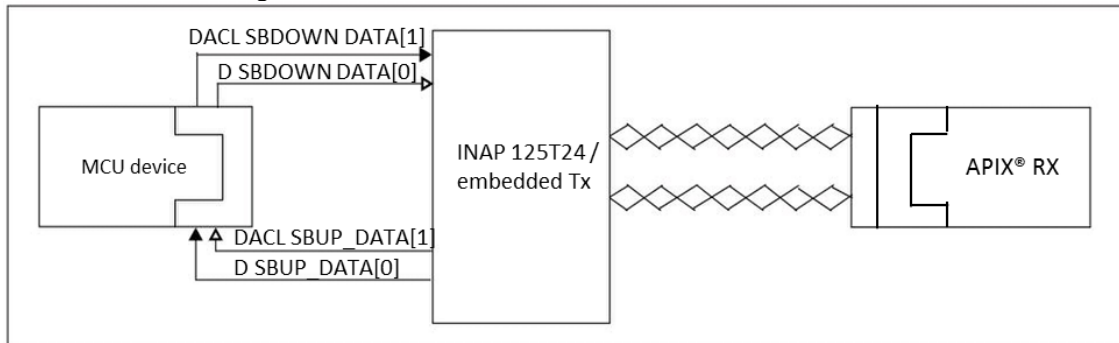 DACL SBDOWN DATA[1]
D SBDOWN DATA[0]
MCU device
INAP 125T24 /
embedded Tx
APIX® RX
DACL SBUP_DATA[1]
D SBUP_DATA[0]